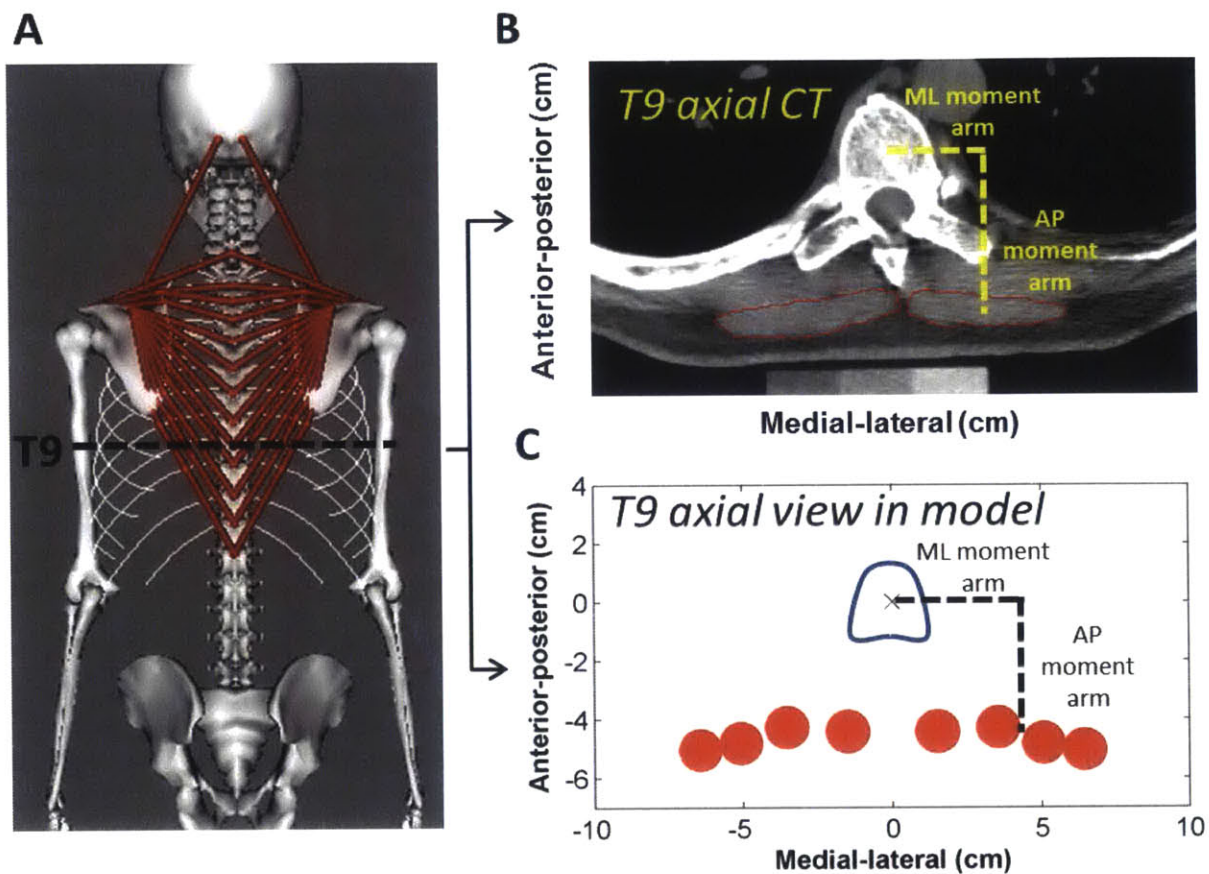 A
B
T9
Anterior-posterior (cm)
T9 axial CT
ML moment
arm
AP
moment
arm
Medial-lateral (cm)
C
Anterior-posterior (cm)
4
2
0
-2
-4
-6
T9 axial view in model
ML moment
arm
AP
moment
arm
-10
-5
0
5
10
Medial-lateral (cm)